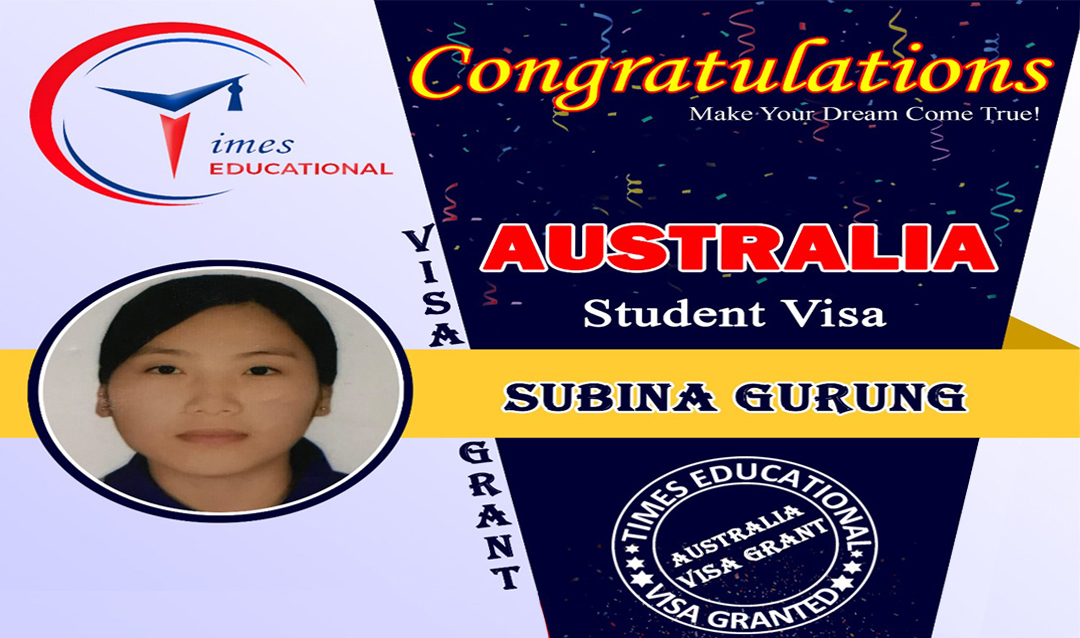 imes
EDUCATIONAL
Congratulations
Make Your Dream Come True!
AUSTRALIA
Student Visa
VISA GRANT
SUBINA GURUNG
TIMES EDUCATIONAL
AUSTRALIA
VISA GRANT
VISA GRANTED